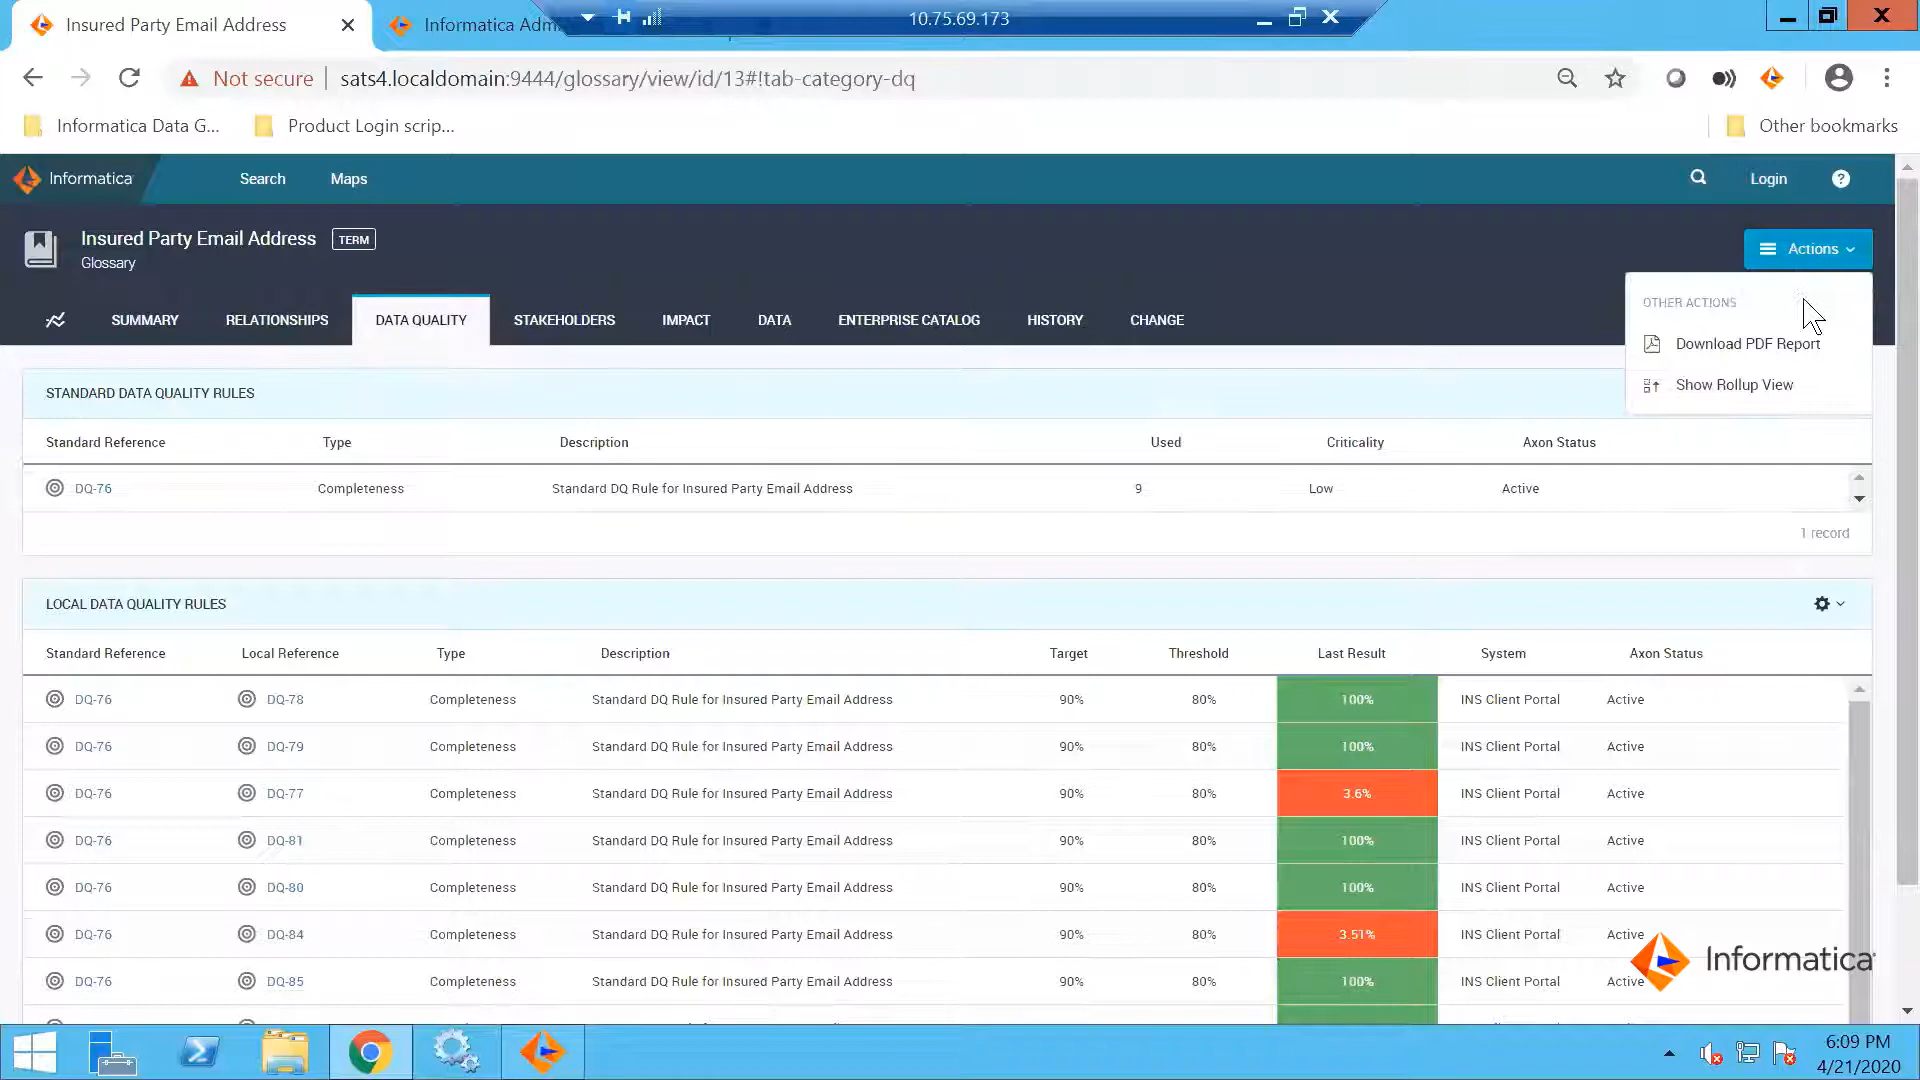 Insured Party Email Address
Informatica Adm
10.75.69.173
Not secure
sats4.localdomain:9444/glossary/view/id/13#!tab-category-dq
Informatica Data G...
Product Login scrip...
Other bookmarks
Informatica
Search
Maps
Login
Insured Party Email Address
TERM
Glossary
Actions
OTHER ACTIONS
Download PDF Report
Show Rollup View
SUMMARY
RELATIONSHIPS
DATA QUALITY
STAKEHOLDERS
IMPACT
DATA
ENTERPRISE CATALOG
HISTORY
CHANGE
STANDARD DATA QUALITY RULES
Standard Reference Type Description Used Criticality Axon Status
DQ-76 Completeness Standard DQ Rule for Insured Party Email Address 9 Low Active
1 record
LOCAL DATA QUALITY RULES
Standard Reference Local Reference Type Description Target Threshold Last Result System Axon Status
DQ-76 DQ-78 Completeness Standard DQ Rule for Insured Party Email Address 90% 80% 100% INS Client Portal Active
DQ-76 DQ-79 Completeness Standard DQ Rule for Insured Party Email Address 90% 80% 100% INS Client Portal Active
DQ-76 DQ-77 Completeness Standard DQ Rule for Insured Party Email Address 90% 80% 3.6% INS Client Portal Active
DQ-76 DQ-81 Completeness Standard DQ Rule for Insured Party Email Address 90% 80% 100% INS Client Portal Active
DQ-76 DQ-80 Completeness Standard DQ Rule for Insured Party Email Address 90% 80% 100% INS Client Portal Active
DQ-76 DQ-84 Completeness Standard DQ Rule for Insured Party Email Address 90% 80% 3.51% INS Client Portal Active
DQ-76 DQ-85 Completeness Standard DQ Rule for Insured Party Email Address 90% 80% 100% INS Client Portal Active
Informatica
6:09 PM
4/21/2020